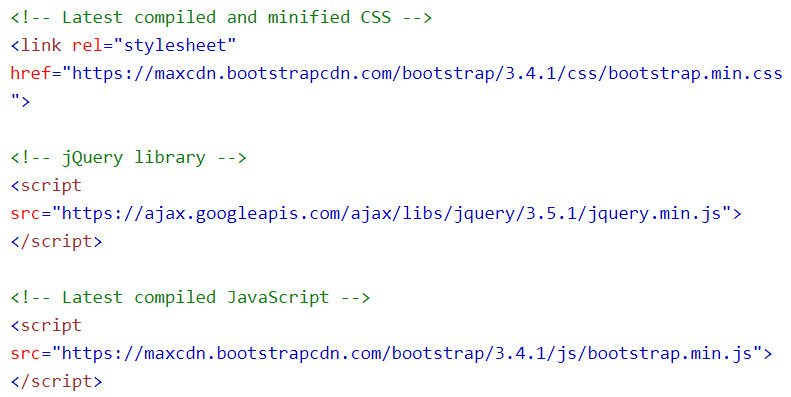 <!-- Latest compiled and minified CSS -->
<link rel="stylesheet"
href="https://maxcdn.bootstrapcdn.com/bootstrap/3.4.1/css/bootstrap.min.css
">
<!-- jQuery library -->
<script
src="https://ajax.googleapis.com/ajax/libs/jquery/3.5.1/jquery.min.js">
</script>
<!-- Latest compiled JavaScript -->
<script
src="https://maxcdn.bootstrapcdn.com/bootstrap/3.4.1/js/bootstrap.min.js">
</script>